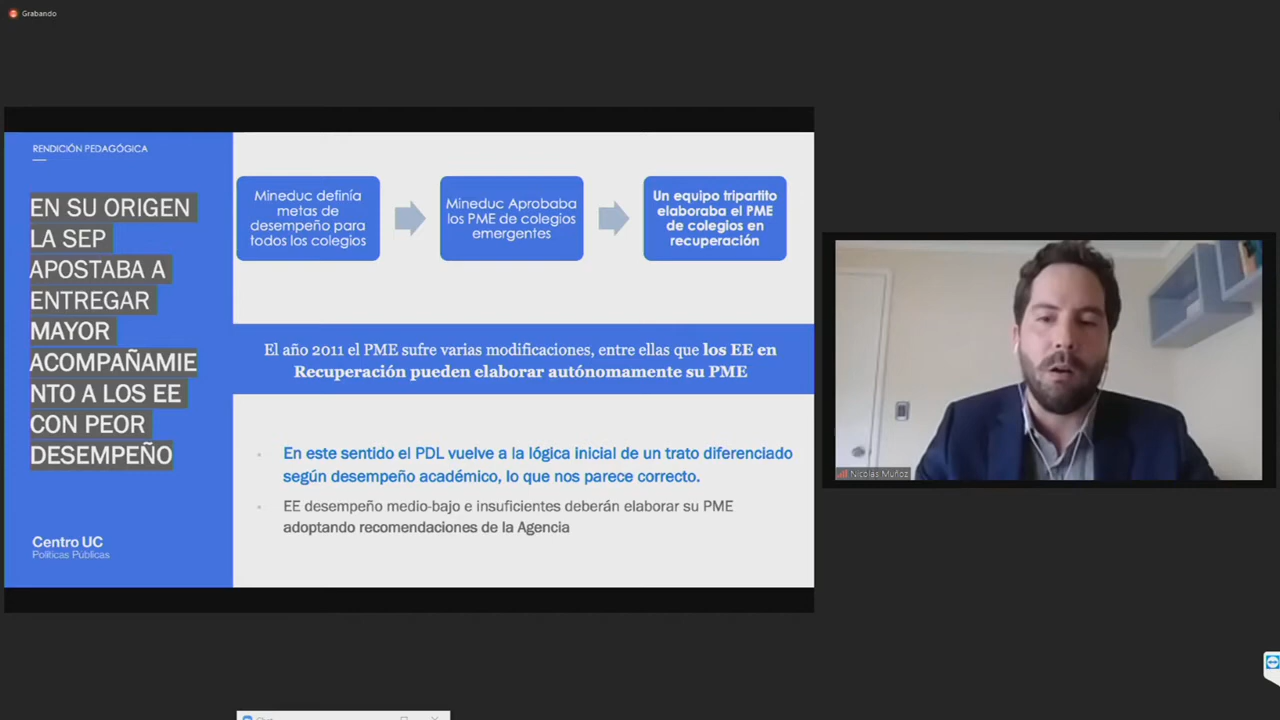 Grabando
RENDICIÓN PEDAGÓGICA
EN SU ORIGEN
LA SEP
APOSTABA A
ENTREGAR
MAYOR
ACOMPAÑAMIE
NTO A LOS EE
CON PEOR
DESEMPEÑO
Centro UC
Políticas Públicas
Mineduc definía
metas de
desempeño para
todos los colegios
Mineduc Aprobaba
los PME de colegios
emergentes
Un equipo tripartito
elaboraba el PME
de colegios en
recuperación
El año 2011 el PME sufre varias modificaciones, entre ellas que los EE en
Recuperación pueden elaborar autónomamente su PME
En este sentido el PDL vuelve a la lógica inicial de un trato diferenciado
según desempeño académico, lo que nos parece correcto.
EE desempeño medio-bajo e insuficientes deberán elaborar su PME
adoptando recomendaciones de la Agencia
Nicolás Muñoz